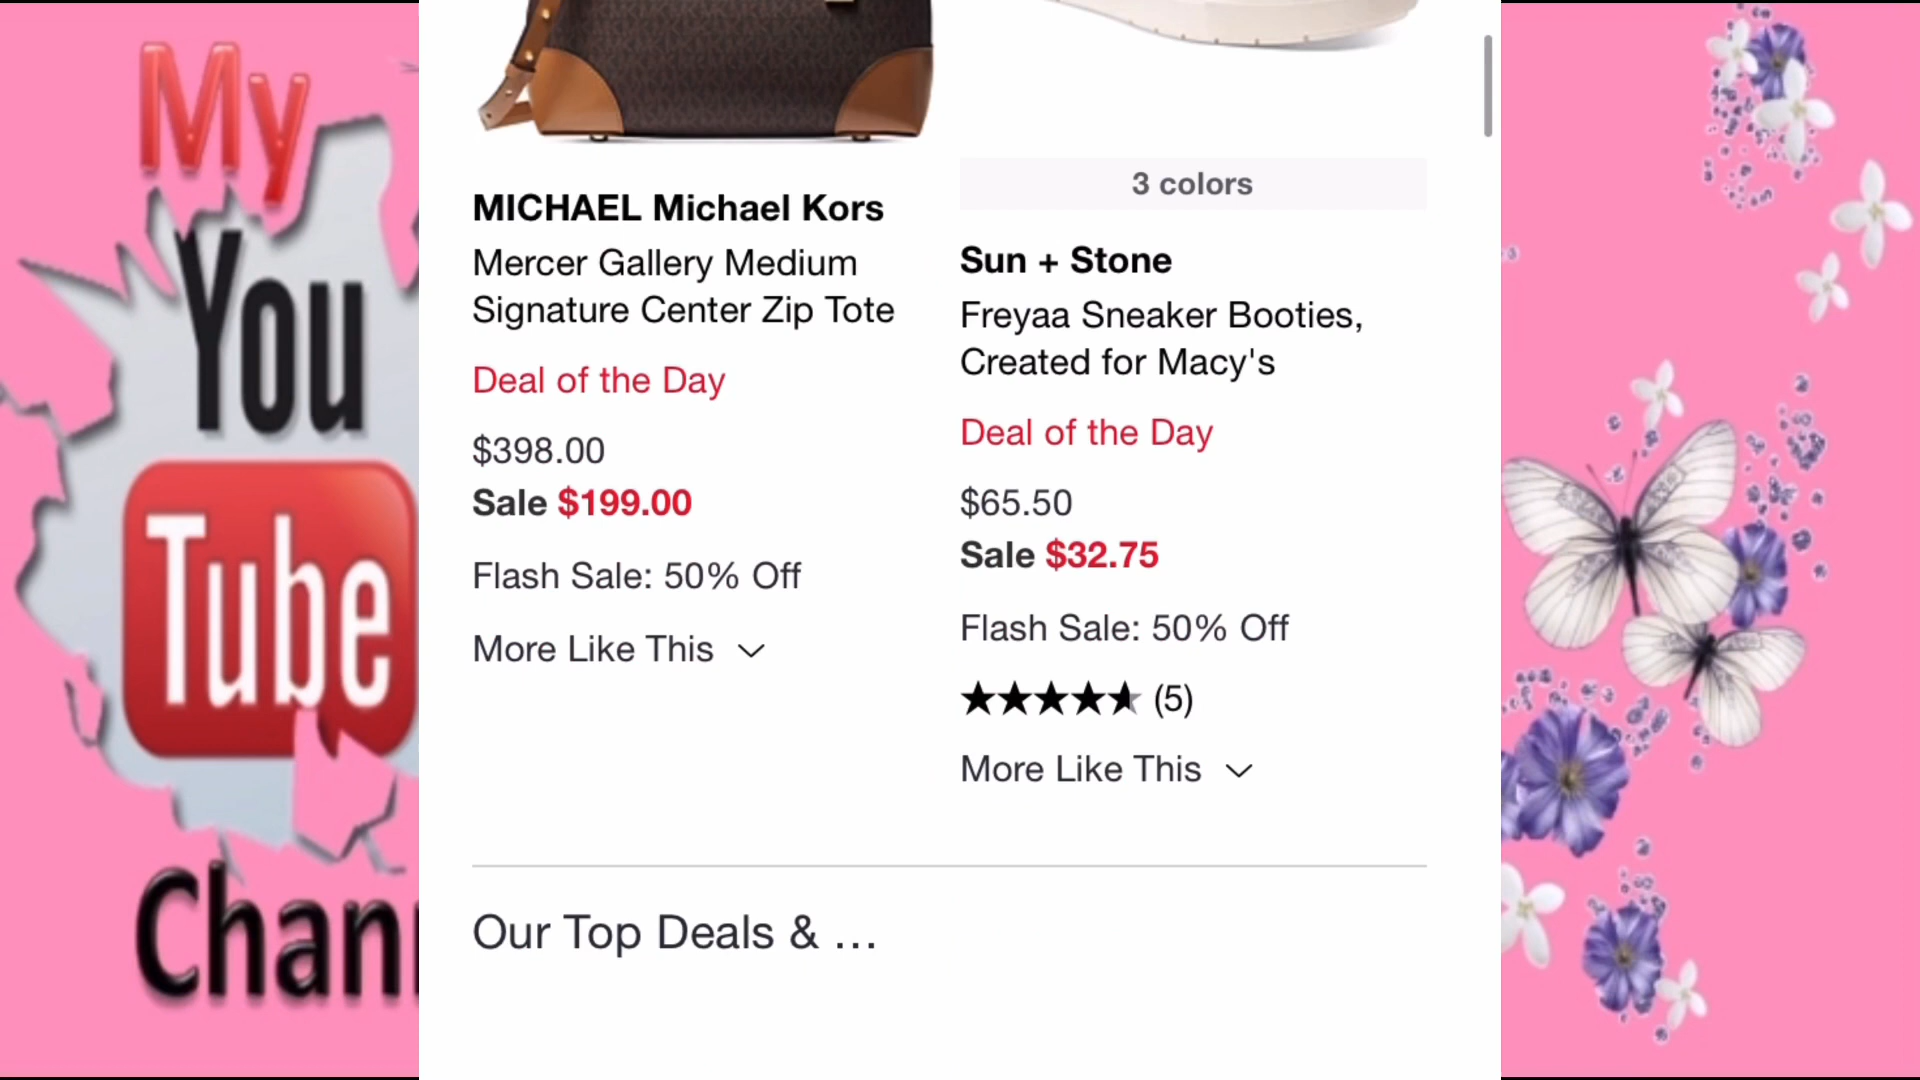 My
You
Tube
Chan
MICHAEL Michael Kors
Mercer Gallery Medium
Signature Center Zip Tote
Deal of the Day
$398.00
Sale $199.00
Flash Sale: 50% Off
More Like This
3 colors
Sun + Stone
Freyaa Sneaker Booties,
Created for Macy's
Deal of the Day
$65.50
Sale $32.75
Flash Sale: 50% Off
(5)
More Like This
Our Top Deals & ...